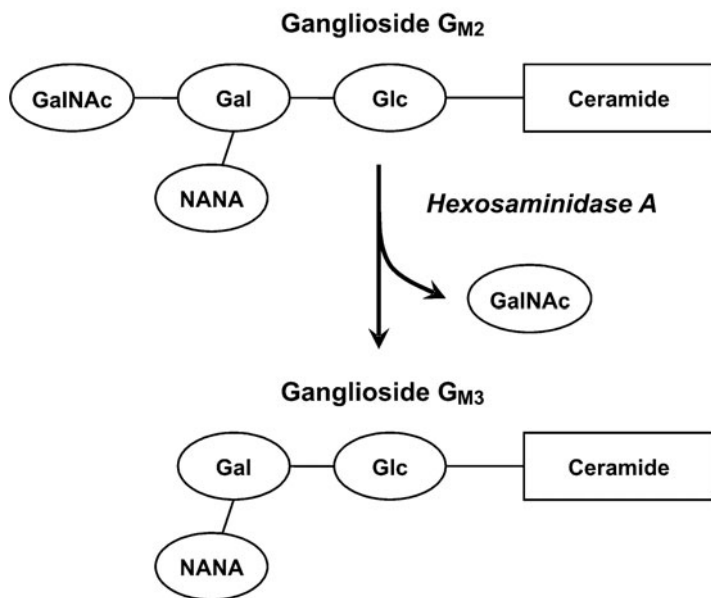 Ganglioside GM2
GalNAc Gal Glc Ceramide
NANA
Hexosaminidase A
GalNAc
Ganglioside GM3
Gal Glc Ceramide
NANA